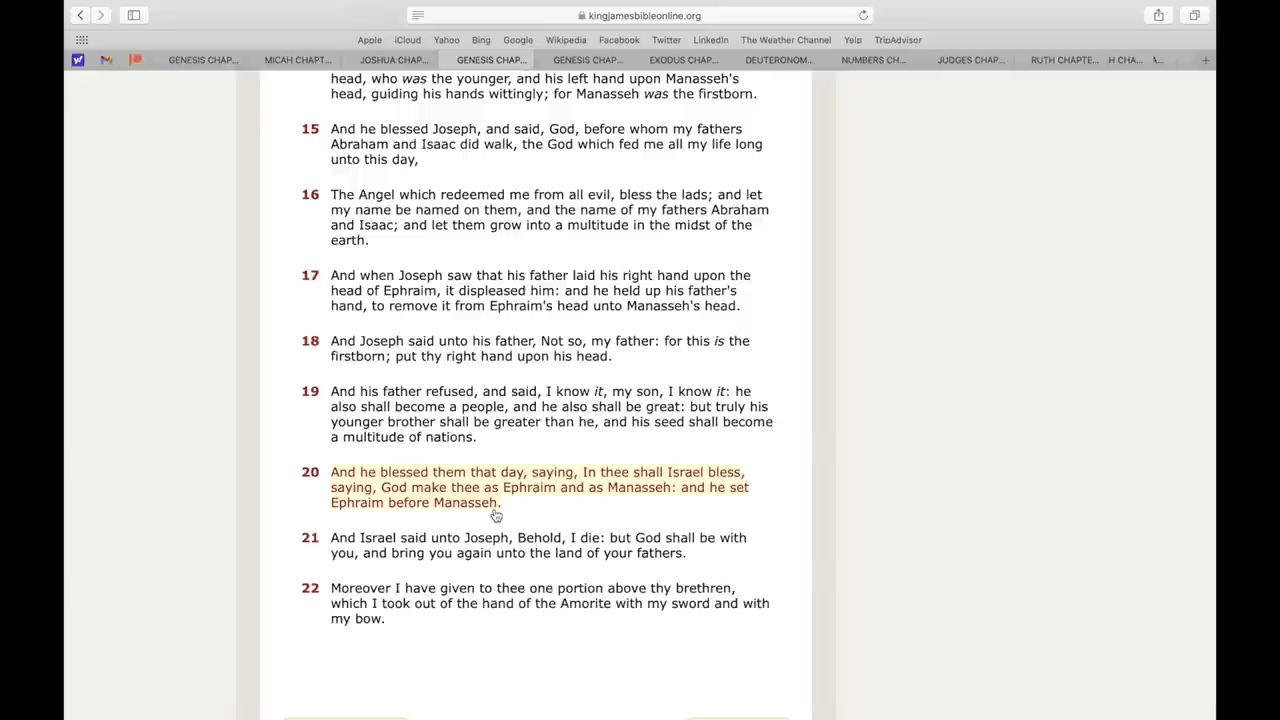 kingjamesbibleonline.org
Apple iCloud Yahoo Bing Google Wikipedia Facebook Twitter LinkedIn The Weather Channel Yelp TripAdvisor
GENESIS CHAP... MICAH CHAPT... JOSHUA CHAP... GENESIS CHAP... GENESIS CHAP... EXODUS CHAP... DEUTERONOM... NUMBERS CH... JUDGES CHAP... RUTH CHAPTE... H CHA... A...
head, who was the younger, and his left hand upon Manasseh's
head, guiding his hands wittingly; for Manasseh was the firstborn.
15 And he blessed Joseph, and said, God, before whom my fathers
Abraham and Isaac did walk, the God which fed me all my life long
unto this day,
16 The Angel which redeemed me from all evil, bless the lads; and let
my name be named on them, and the name of my fathers Abraham
and Isaac; and let them grow into a multitude in the midst of the
earth.
17 And when Joseph saw that his father laid his right hand upon the
head of Ephraim, it displeased him: and he held up his father's
hand, to remove it from Ephraim's head unto Manasseh's head.
18 And Joseph said unto his father, Not so, my father: for this is the
firstborn; put thy right hand upon his head.
19 And his father refused, and said, I know it, my son, I know it: he
also shall become a people, and he also shall be great: but truly his
younger brother shall be greater than he, and his seed shall become
a multitude of nations.
20 And he blessed them that day, saying, In thee shall Israel bless,
saying, God make thee as Ephraim and as Manasseh: and he set
Ephraim before Manasseh.
21 And Israel said unto Joseph, Behold, I die: but God shall be with
you, and bring you again unto the land of your fathers.
22 Moreover I have given to thee one portion above thy brethren,
which I took out of the hand of the Amorite with my sword and with
my bow.